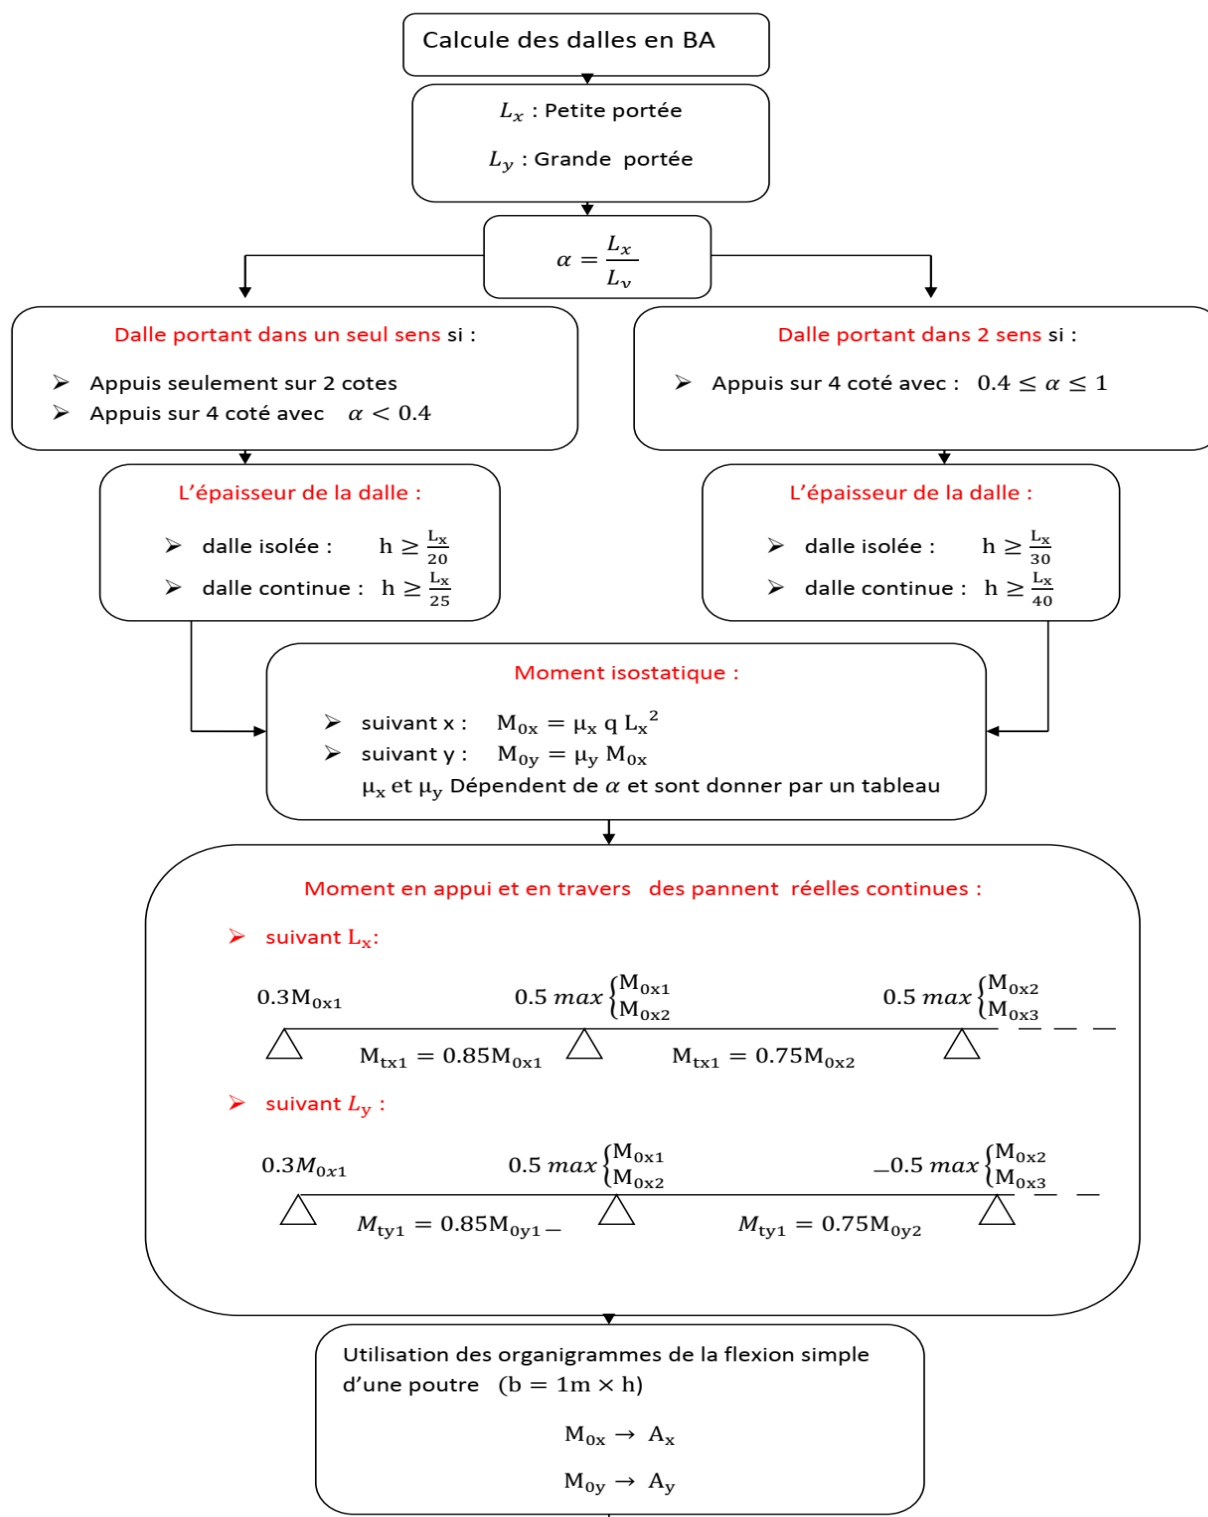 Calcule des dalles en BA
L_x : Petite portée
L_y : Grande portée
α = L_x / L_y
Dalle portant dans un seul sens si :
➢ Appuis seulement sur 2 cotes
➢ Appuis sur 4 coté avec α < 0.4
Dalle portant dans 2 sens si :
➢ Appuis sur 4 coté avec : 0.4 ≤ α ≤ 1
L’épaisseur de la dalle :
➢ dalle isolée : h ≥ L_x/20
➢ dalle continue : h ≥ L_x/25
L’épaisseur de la dalle :
➢ dalle isolée : h ≥ L_x/30
➢ dalle continue : h ≥ L_x/40
Moment isostatique :
➢ suivant x : M_0x = μ_x q L_x²
➢ suivant y : M_0y = μ_y M_0x
μ_x et μ_y Dépendent de α et sont donner par un tableau
Moment en appui et en travers des pannent réelles continues :
➢ suivant L_x:
0.3M_0x1 0.5 max {M_0x1 M_0x2 0.5 max {M_0x2 M_0x3
M_tx1 = 0.85M_0x1 M_tx1 = 0.75M_0x2
➢ suivant L_y :
0.3M_0x1 0.5 max {M_0x1 M_0x2 –0.5 max {M_0x2 M_0x3
M_ty1 = 0.85M_0y1 – M_ty1 = 0.75M_0y2
Utilisation des organigrammes de la flexion simple
d’une poutre (b = 1m × h)
M_0x → A_x
M_0y → A_y